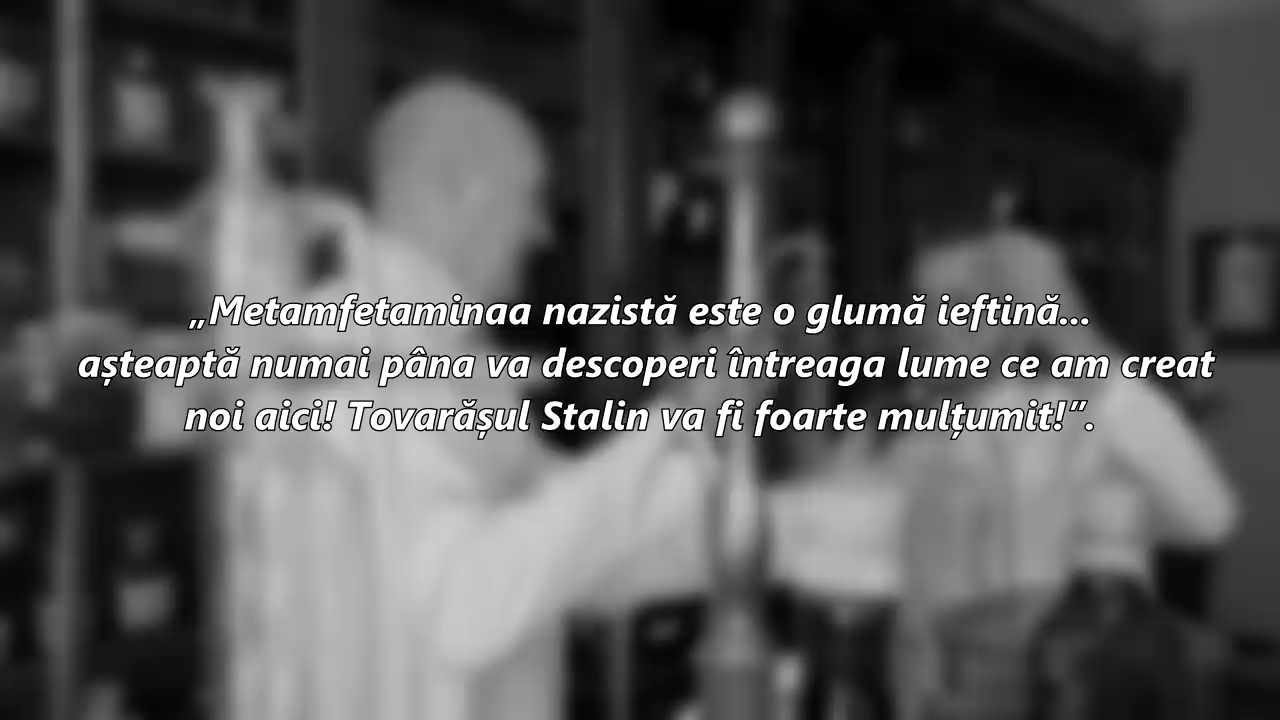 „Metamfetaminaa nazistă este o glumă ieftină...
așteaptă numai pâna va descoperi întreaga lume ce am creat
noi aici! Tovarășul Stalin va fi foarte mulțumit!”.